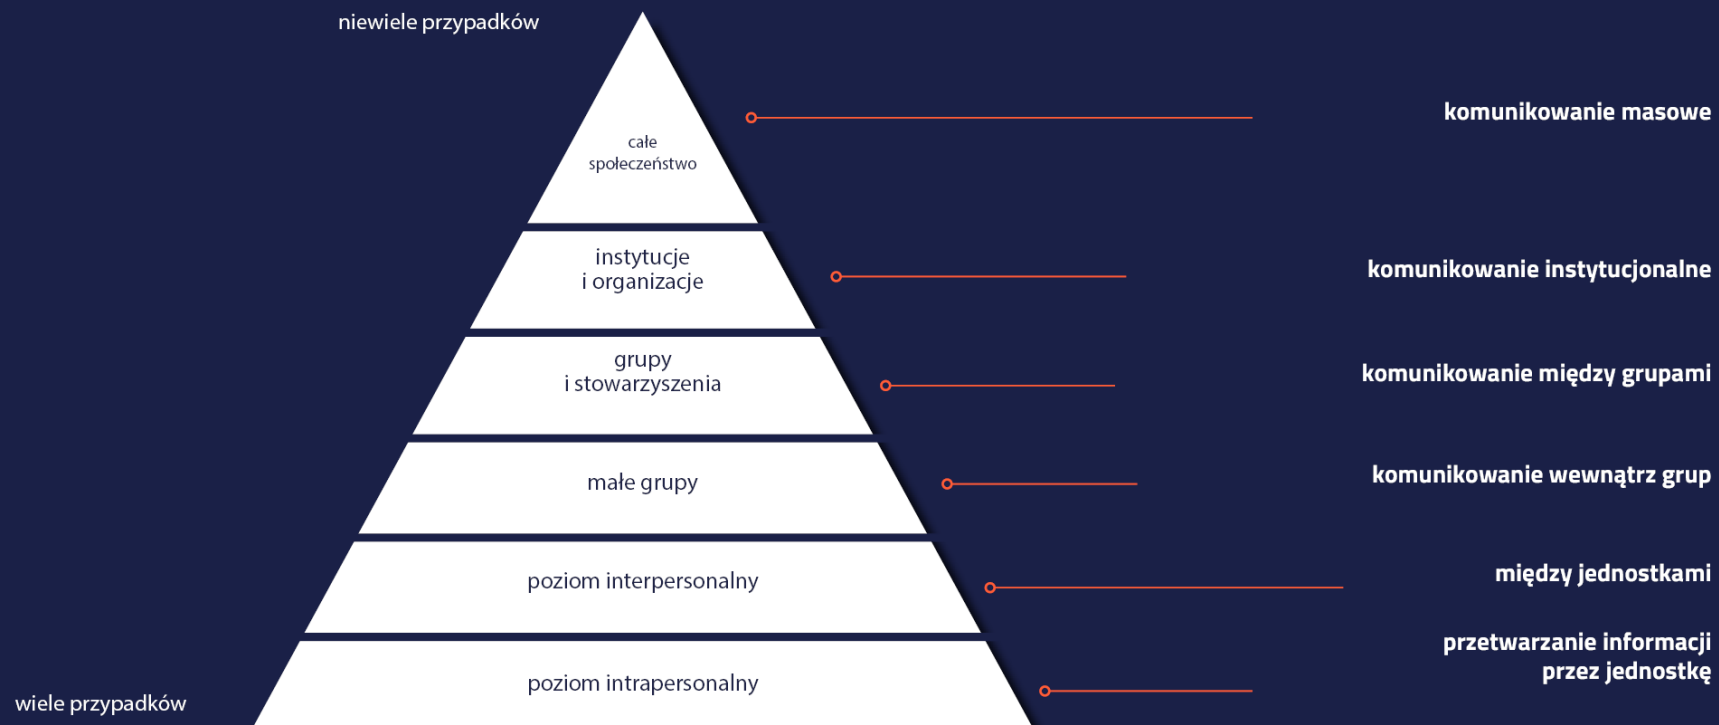 niewiele przypadków
komunikowanie masowe
całe
społeczeństwo
instytucje
i organizacje
komunikowanie instytucjonalne
grupy
i stowarzyszenia
komunikowanie między grupami
małe grupy
komunikowanie wewnątrz grup
poziom interpersonalny
między jednostkami
poziom intrapersonalny
przetwarzanie informacji
przez jednostkę
wiele przypadków